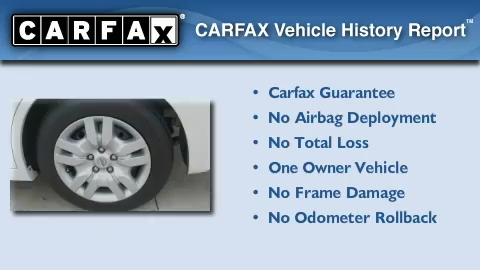 CARFAX® CARFAX Vehicle History Report™
• Carfax Guarantee
• No Airbag Deployment
• No Total Loss
• One Owner Vehicle
• No Frame Damage
• No Odometer Rollback